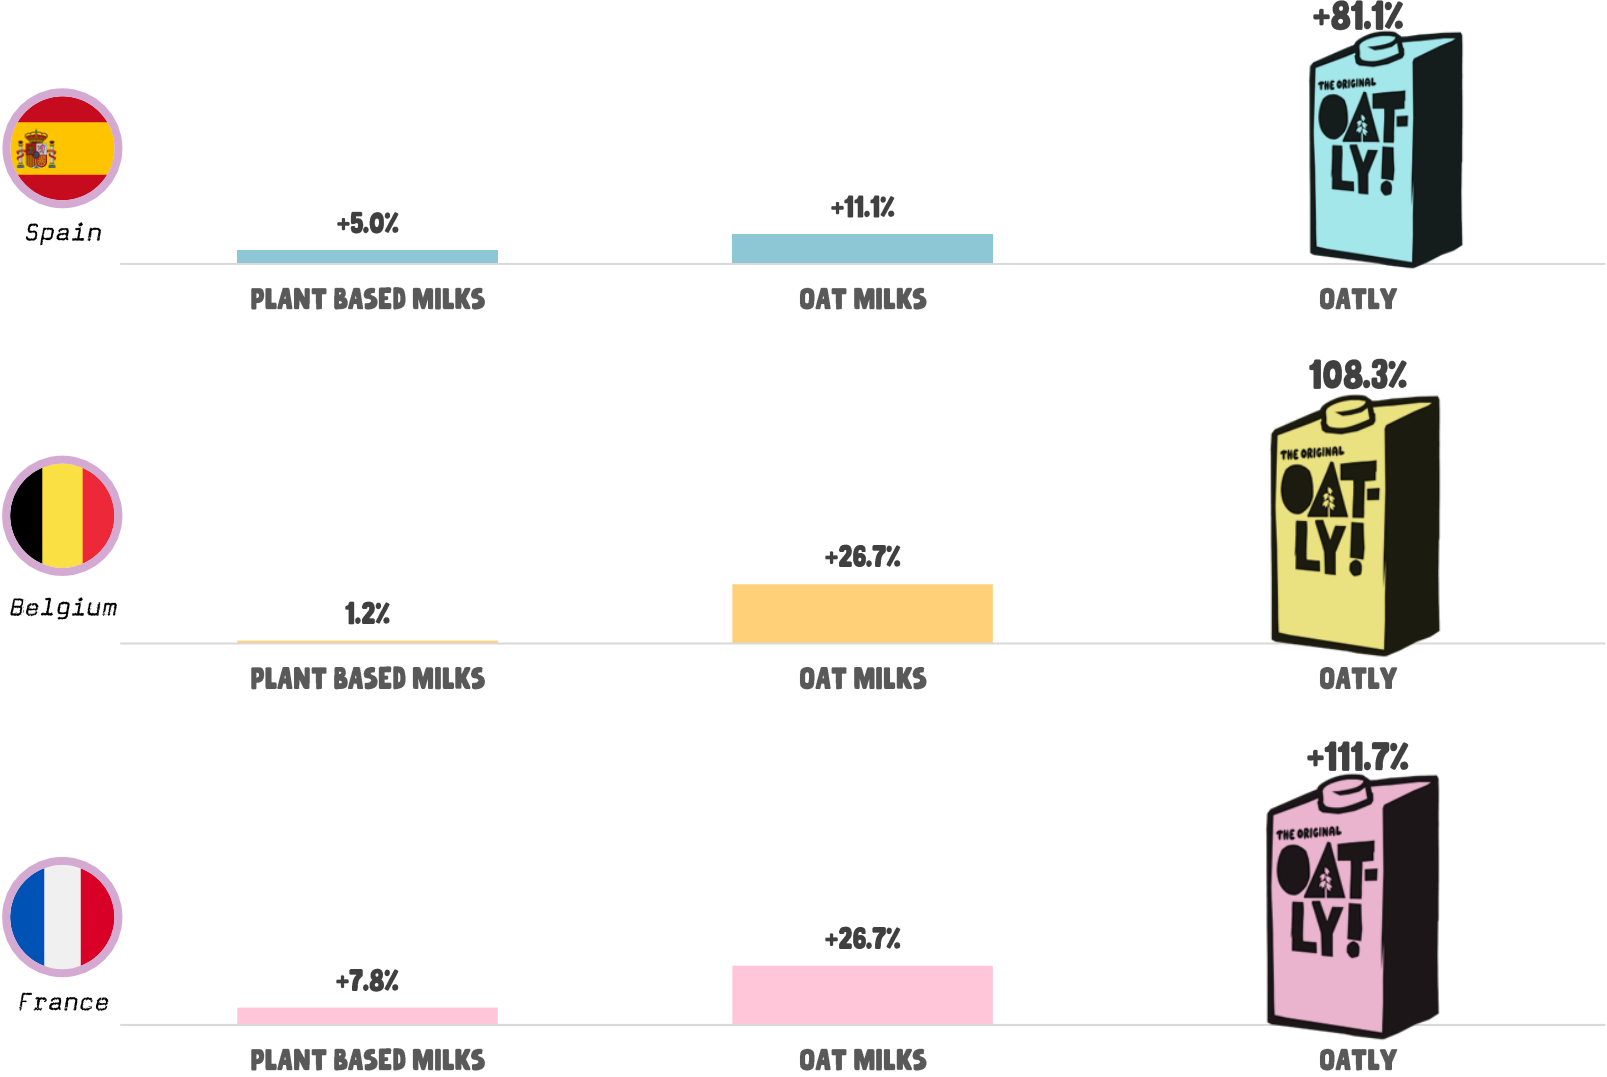 +81.1%
THE ORIGINAL
OAT-
LY!
Spain
+5.0%
+11.1%
PLANT BASED MILKS
OAT MILKS
OATLY
108.3%
THE ORIGINAL
OAT-
LY!
Belgium
1.2%
+26.7%
PLANT BASED MILKS
OAT MILKS
OATLY
+111.7%
THE ORIGINAL
OAT-
LY!
France
+7.8%
+26.7%
PLANT BASED MILKS
OAT MILKS
OATLY